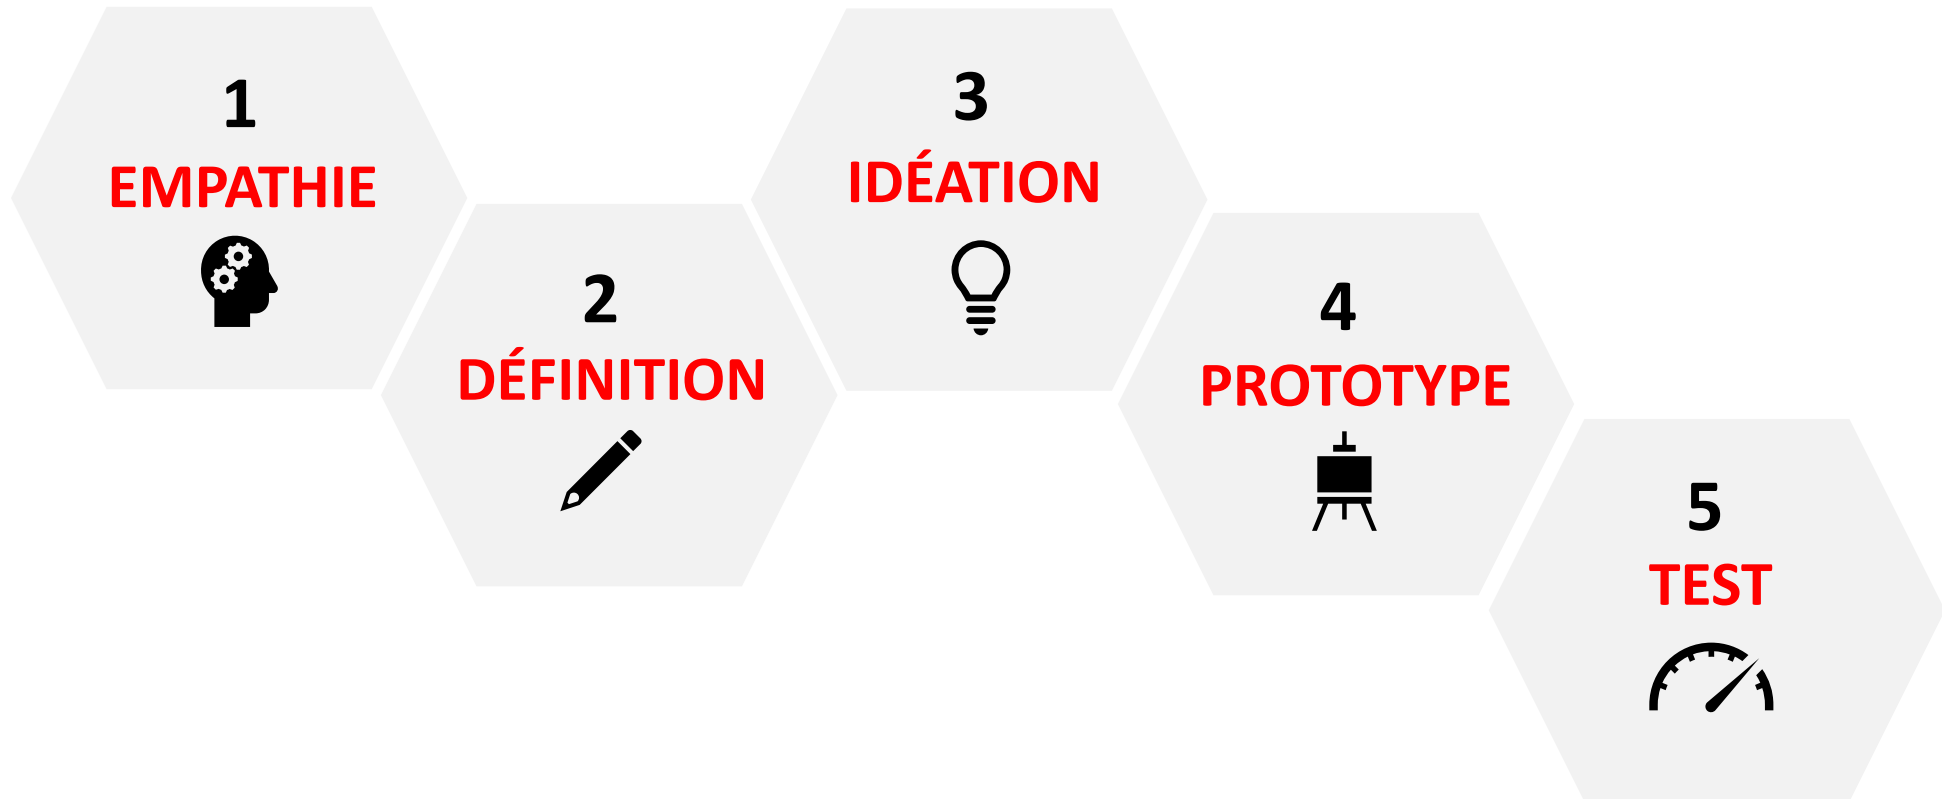 1
EMPATHIE
2
DÉFINITION
3
IDÉATION
4
PROTOTYPE
5
TEST